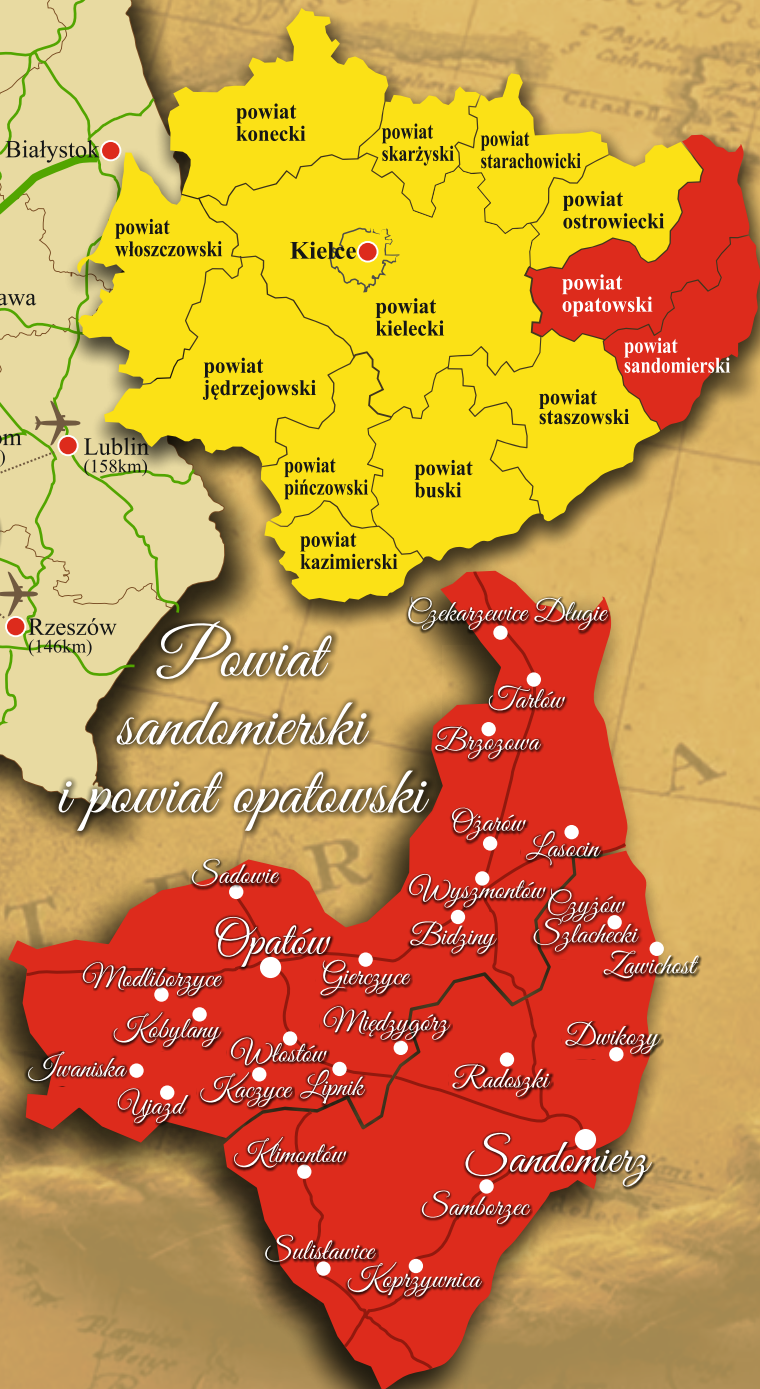 powiat
konecki
powiat
skarżyski
powiat
starachowicki
Białystok
powiat
włoszczowski
powiat
ostrowiecki
Kielce
powiat
opatowski
awa
powiat
kielecki
powiat
sandomierski
powiat
jędrzejowski
powiat
staszowski
om
)
Lublin
(158km)
powiat
pińczowski
powiat
buski
powiat
kazimierski
Rzeszów
(146km)
Powiat
sandomierski
i powiat opatowski
Czekarzewice Długie
Tarłów
Brzozowa
Ożarów
Lasocin
Sadowie
Wyszmontów
Czyżów
Szlachecki
Bidziny
Opatów
Zawichost
Gierczyce
Modliborzyce
Kobylany
Międzygórz
Włostów
Dwikozy
Iwaniska
Kaczyce
Lipnik
Radoszki
Ujazd
Klimontów
Sandomierz
Samborzec
Sulisławice
Koprzywnica
T E R
A